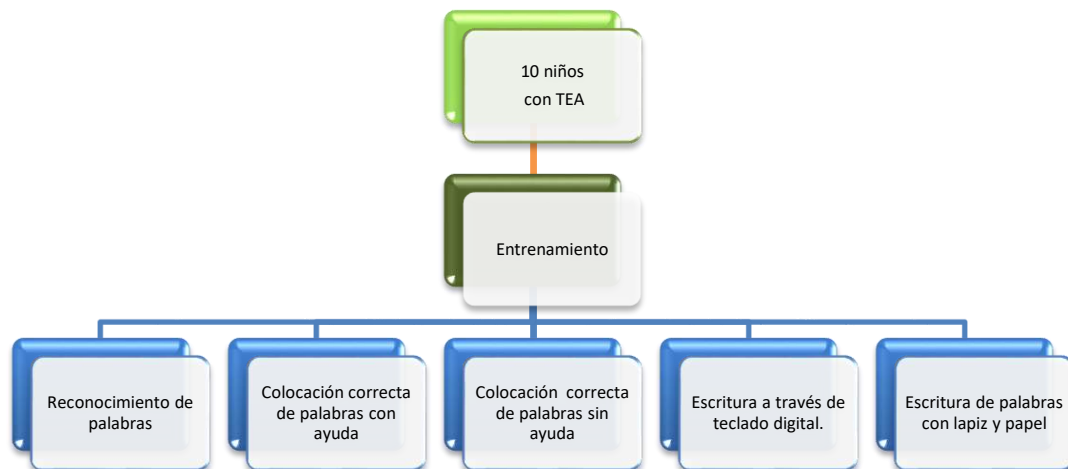 10 niños
con TEA
Entrenamiento
Reconocimiento de
palabras
Colocación correcta
de palabras con
ayuda
Colocación correcta
de palabras sin
ayuda
Escritura a través de
teclado digital.
Escritura de palabras
con lapiz y papel